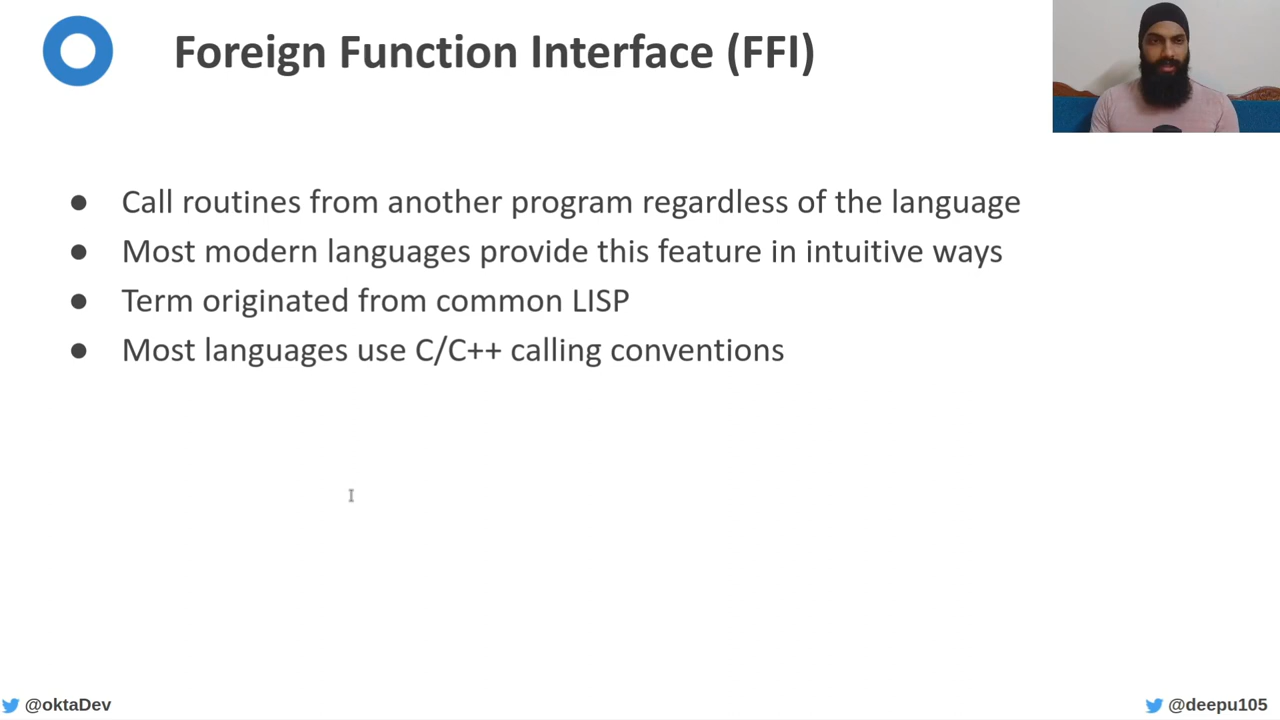 Foreign Function Interface (FFI)
● Call routines from another program regardless of the language
● Most modern languages provide this feature in intuitive ways
● Term originated from common LISP
● Most languages use C/C++ calling conventions
@oktaDev
@deepu105